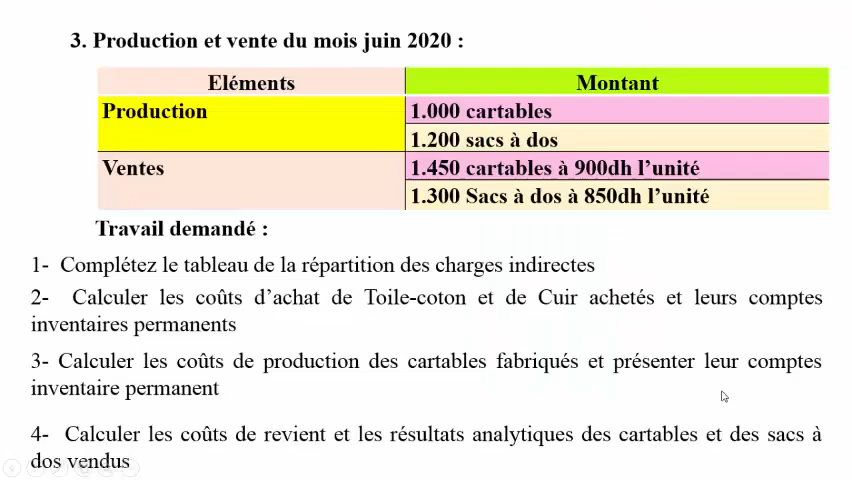 3. Production et vente du mois juin 2020 :
Eléments Montant
Production 1.000 cartables
1.200 sacs à dos
Ventes 1.450 cartables à 900dh l’unité
1.300 Sacs à dos à 850dh l’unité
Travail demandé :
1- Complétez le tableau de la répartition des charges indirectes
2- Calculer les coûts d’achat de Toile-coton et de Cuir achetés et leurs comptes
inventaires permanents
3- Calculer les coûts de production des cartables fabriqués et présenter leur comptes
inventaire permanent
4- Calculer les coûts de revient et les résultats analytiques des cartables et des sacs à
dos vendus